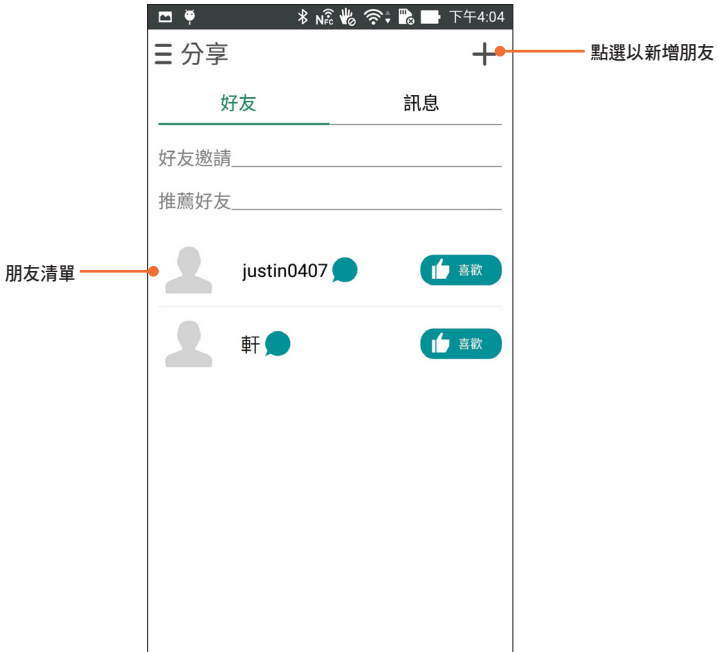 NFC 下午4:04
分享
點選以新增朋友
好友 訊息
好友邀請
推薦好友
朋友清單
justin0407 喜歡
軒 喜歡